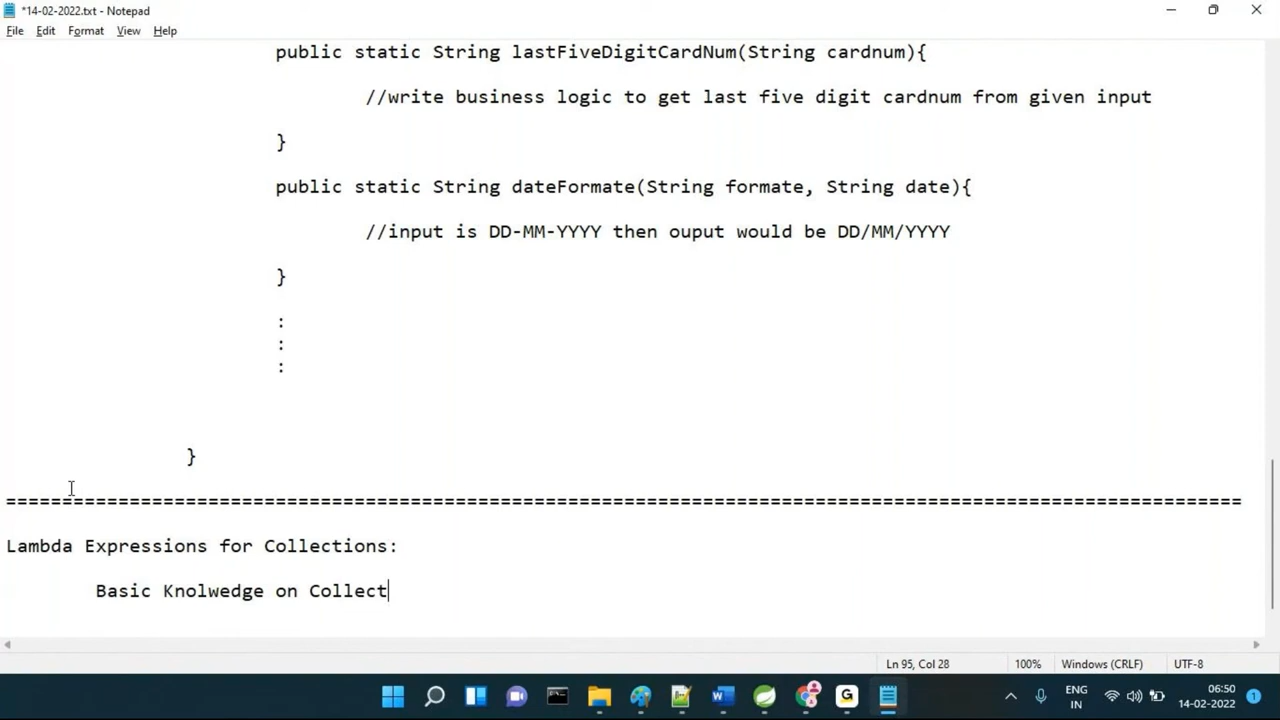 *14-02-2022.txt - Notepad
File Edit Format View Help
public static String lastFiveDigitCardNum(String cardnum){
//write business logic to get last five digit cardnum from given input
}
public static String dateFormate(String formate, String date){
//input is DD-MM-YYYY then ouput would be DD/MM/YYYY
}
:
:
:
}
==============================================================================================================
Lambda Expressions for Collections:
Basic Knolwedge on Collect
Ln 95, Col 28 100% Windows (CRLF) UTF-8
ENG 06:50
IN 14-02-2022 1